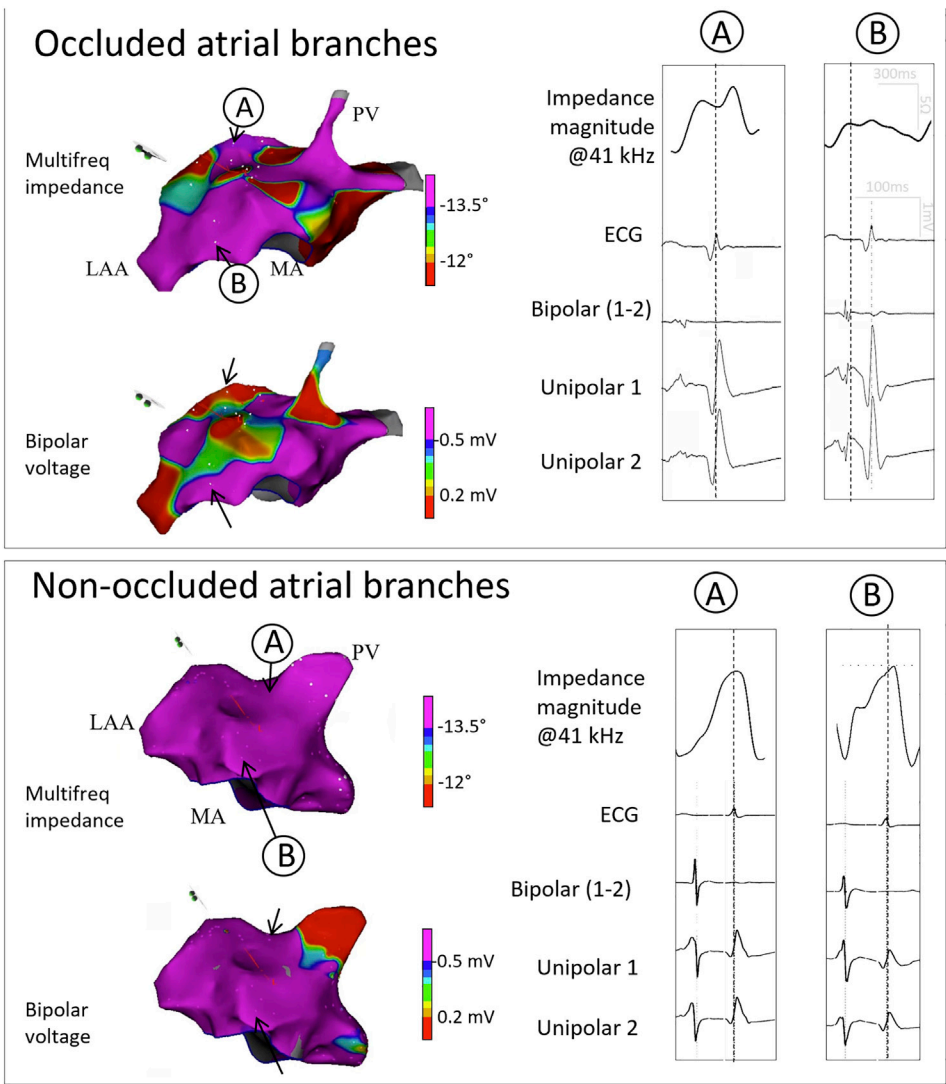 Occluded atrial branches
A
B
A
PV
Multifreq
impedance
-13.5°
-12°
LAA
B
MA
Impedance
magnitude
@41 kHz
300ms
5Ω
ECG
100ms
1mV
Bipolar (1-2)
Bipolar
voltage
0.5 mV
0.2 mV
Unipolar 1
Unipolar 2
Non-occluded atrial branches
A
B
A
PV
LAA
-13.5°
-12°
Multifreq
impedance
MA
B
Impedance
magnitude
@41 kHz
ECG
Bipolar (1-2)
0.5 mV
0.2 mV
Bipolar
voltage
Unipolar 1
Unipolar 2